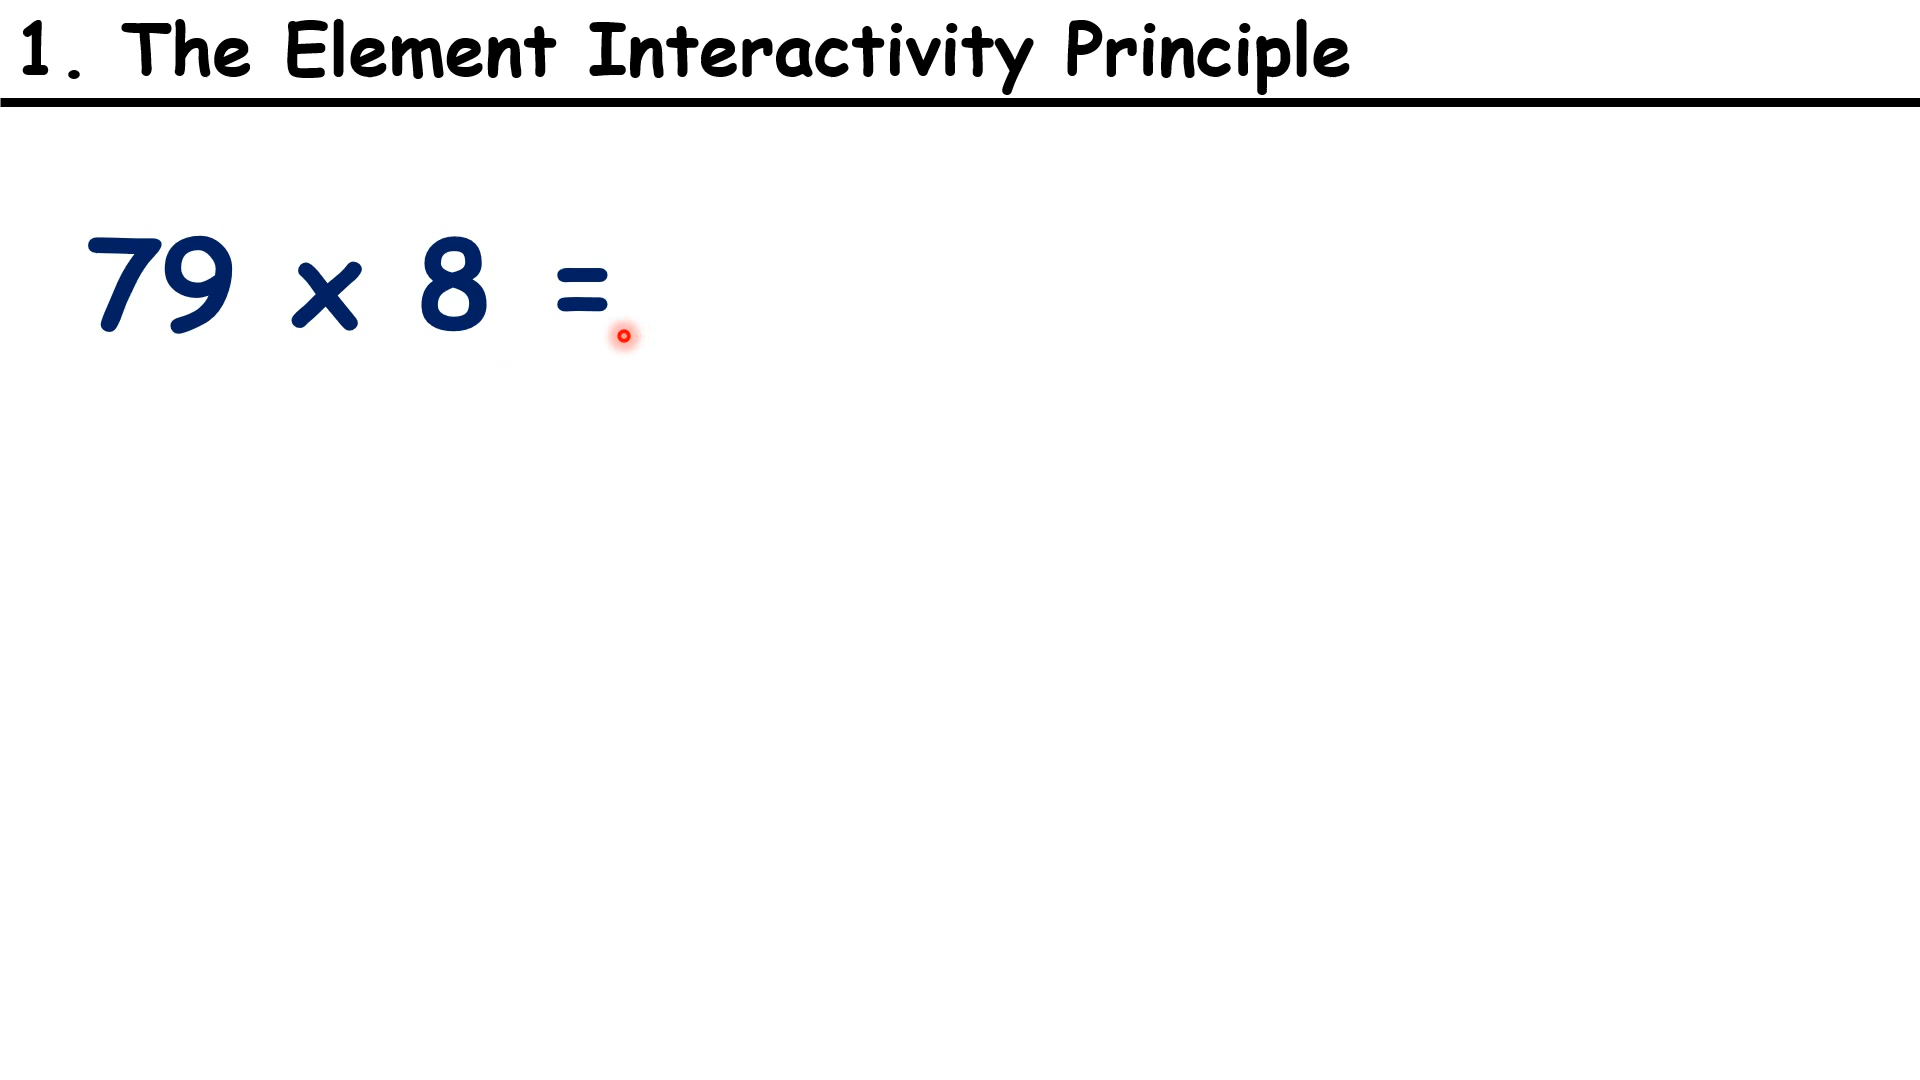 1. The Element Interactivity Principle
79 × 8 =